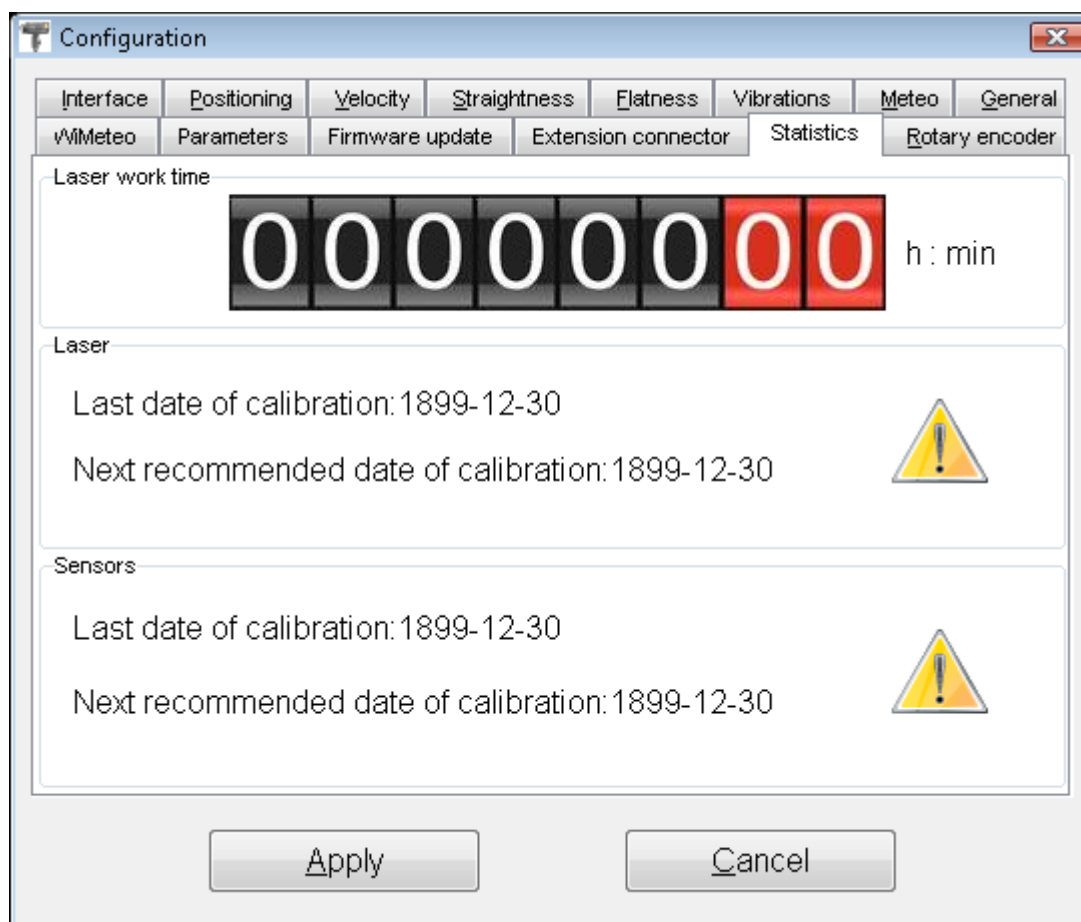 Configuration
Interface Positioning Velocity Straightness Flatness Vibrations Meteo General
WiMeteo Parameters Firmware update Extension connector Statistics Rotary encoder
Laser work time
00000000 h : min
Laser
Last date of calibration:1899-12-30
Next recommended date of calibration:1899-12-30
Sensors
Last date of calibration:1899-12-30
Next recommended date of calibration:1899-12-30
Apply Cancel